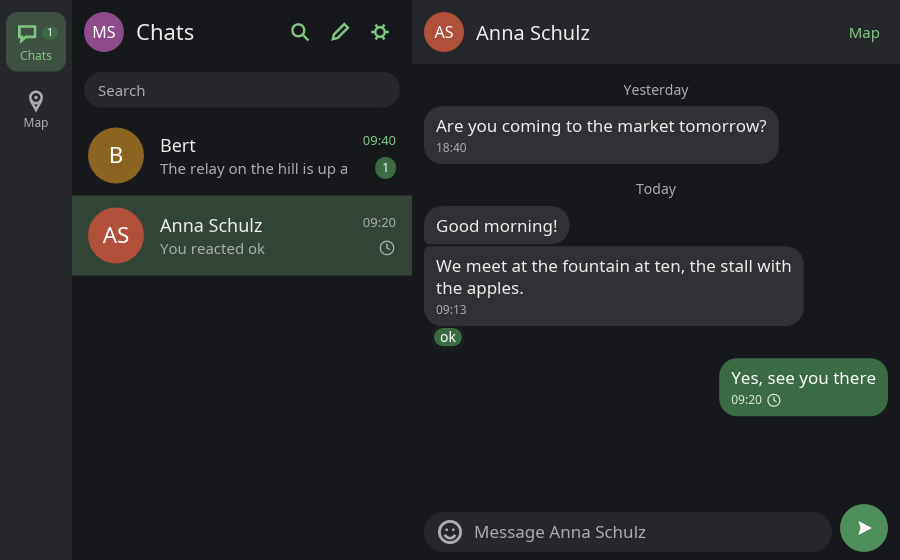 1
Chats
Map
MS
Chats
Search
B
Bert
09:40
The relay on the hill is up a
1
AS
Anna Schulz
09:20
You reacted ok
AS
Anna Schulz
Map
Yesterday
Are you coming to the market tomorrow?
18:40
Today
Good morning!
We meet at the fountain at ten, the stall with
the apples.
09:13
ok
Yes, see you there
09:20
Message Anna Schulz